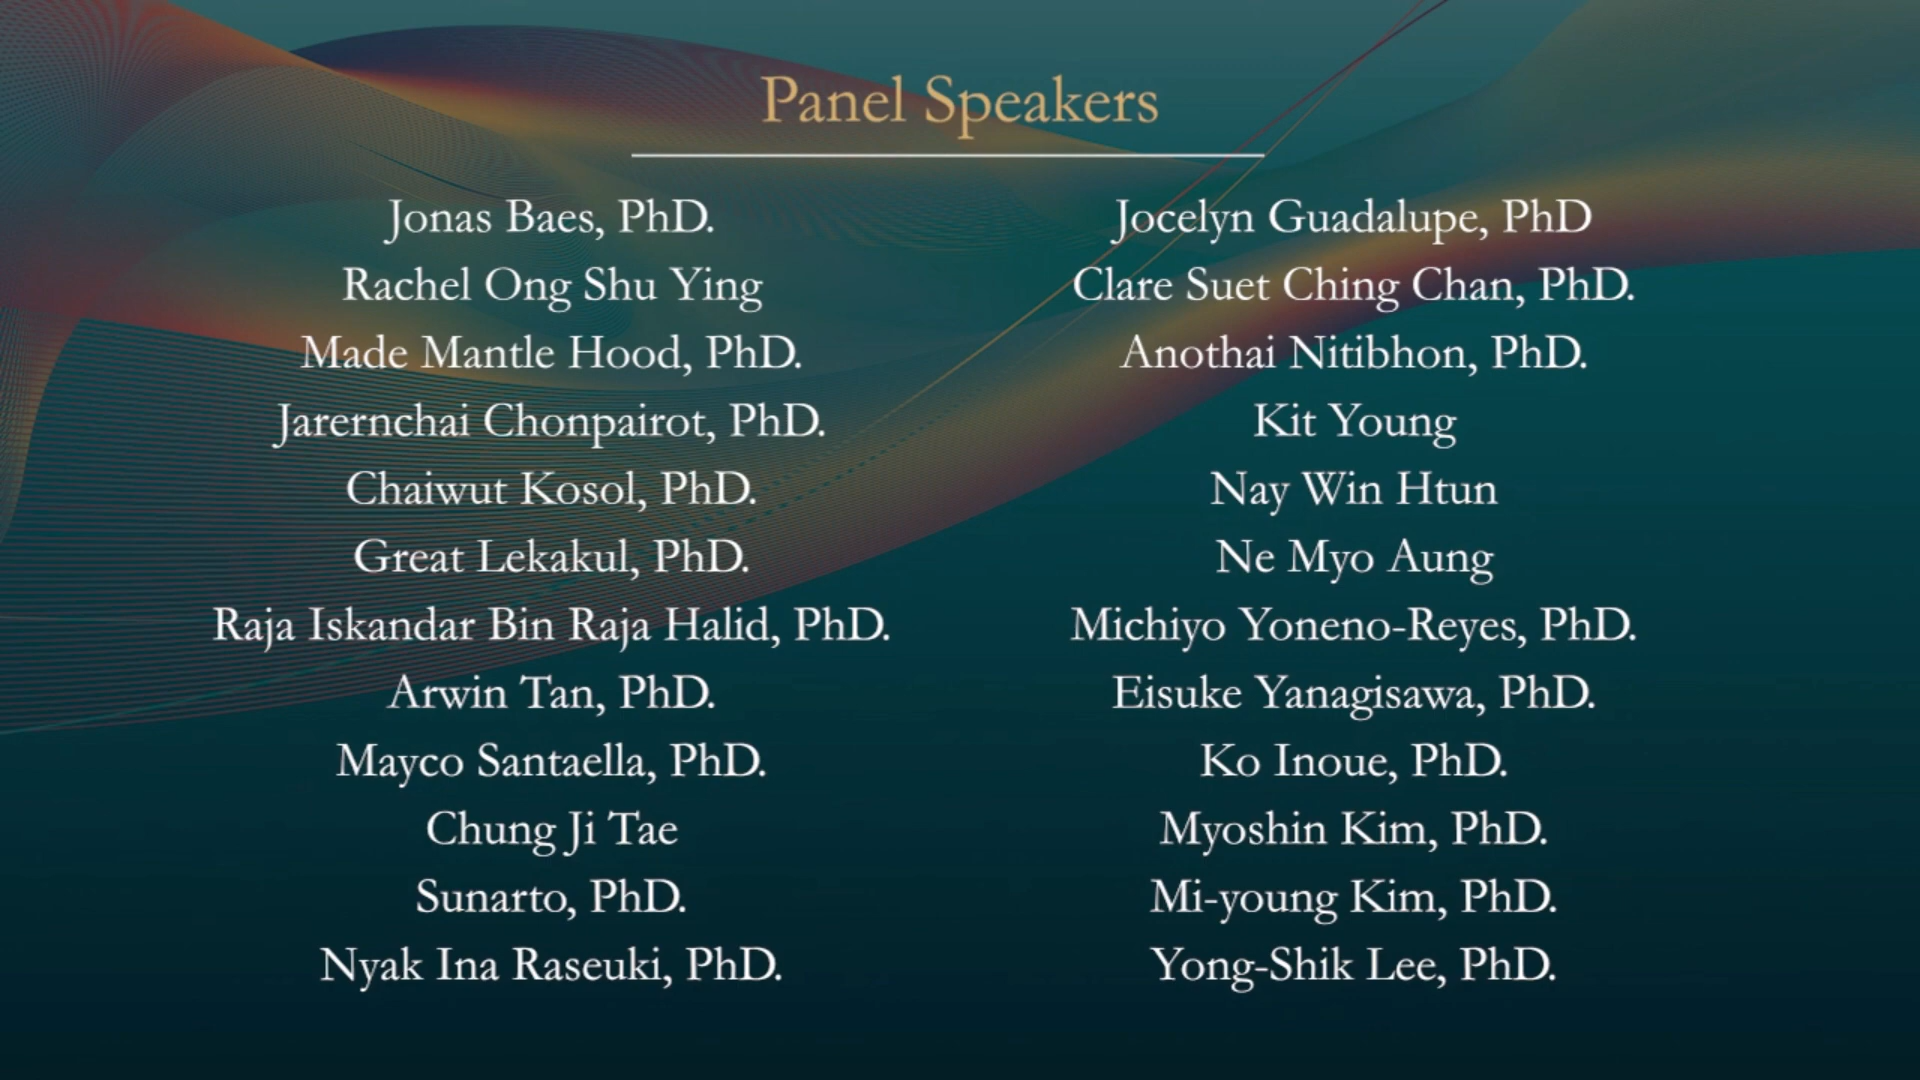 Panel Speakers
Jonas Baes, PhD.
Rachel Ong Shu Ying
Made Mantle Hood, PhD.
Jarernchai Chonpairot, PhD.
Chaiwut Kosol, PhD.
Great Lekakul, PhD.
Raja Iskandar Bin Raja Halid, PhD.
Arwin Tan, PhD.
Mayco Santaella, PhD.
Chung Ji Tae
Sunarto, PhD.
Nyak Ina Raseuki, PhD.
Jocelyn Guadalupe, PhD
Clare Suet Ching Chan, PhD.
Anothai Nitibhon, PhD.
Kit Young
Nay Win Htun
Ne Myo Aung
Michiyo Yoneno-Reyes, PhD.
Eisuke Yanagisawa, PhD.
Ko Inoue, PhD.
Myoshin Kim, PhD.
Mi-young Kim, PhD.
Yong-Shik Lee, PhD.